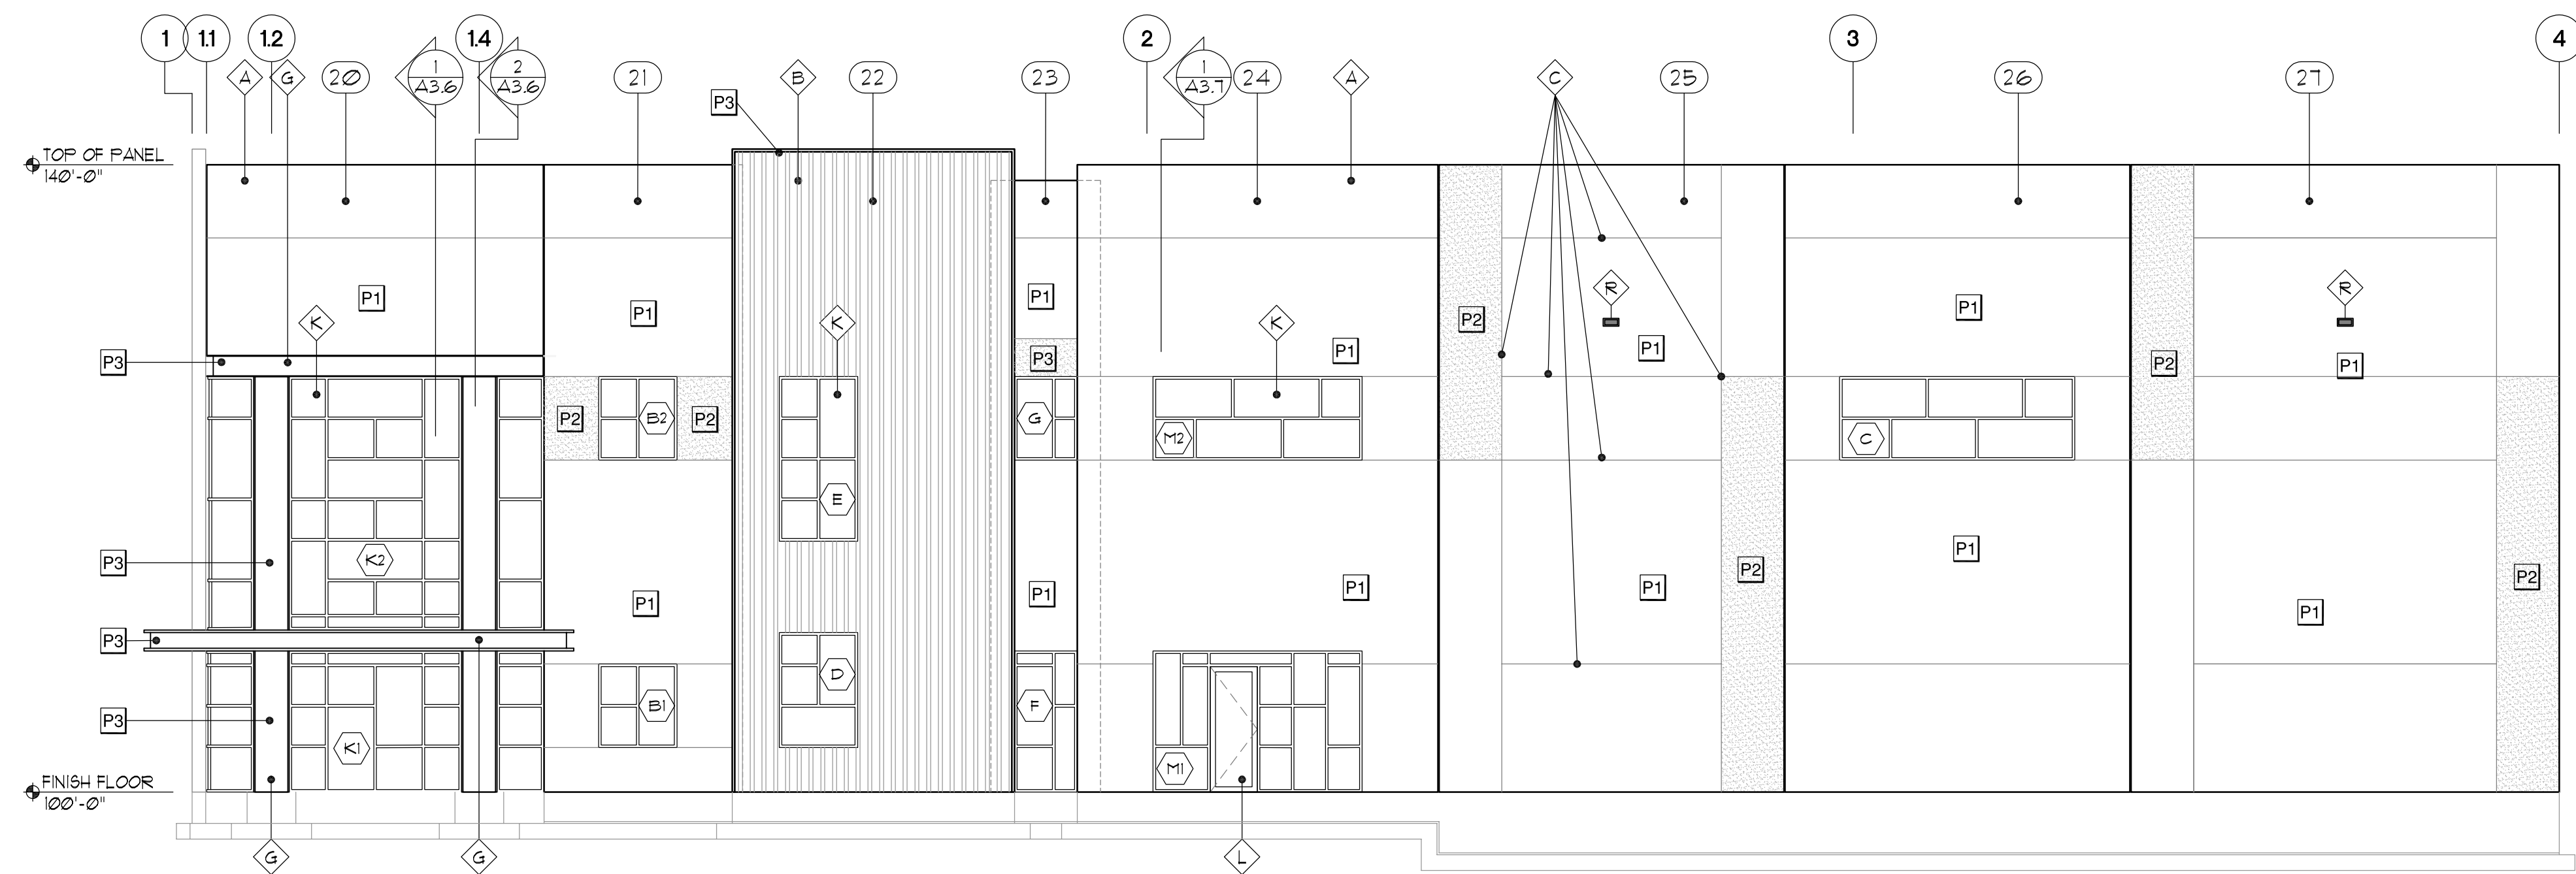 1
1.1
1.2
1.4
2
3
4
A
G
20
1
A3.6
2
A3.6
21
P3
B
22
23
1
A3.7
24
A
C
25
26
27
TOP OF PANEL
140'-0"
P1
K
P1
K
P1
K
P1
P2
R
P1
P1
R
P3
P3
P2
P1
P2
B2
P2
G
M2
C
E
P3
K2
P1
P1
P1
P1
P1
P2
P2
P1
P3
D
B1
F
P3
K1
M1
FINISH FLOOR
100'-0"
G
G
L